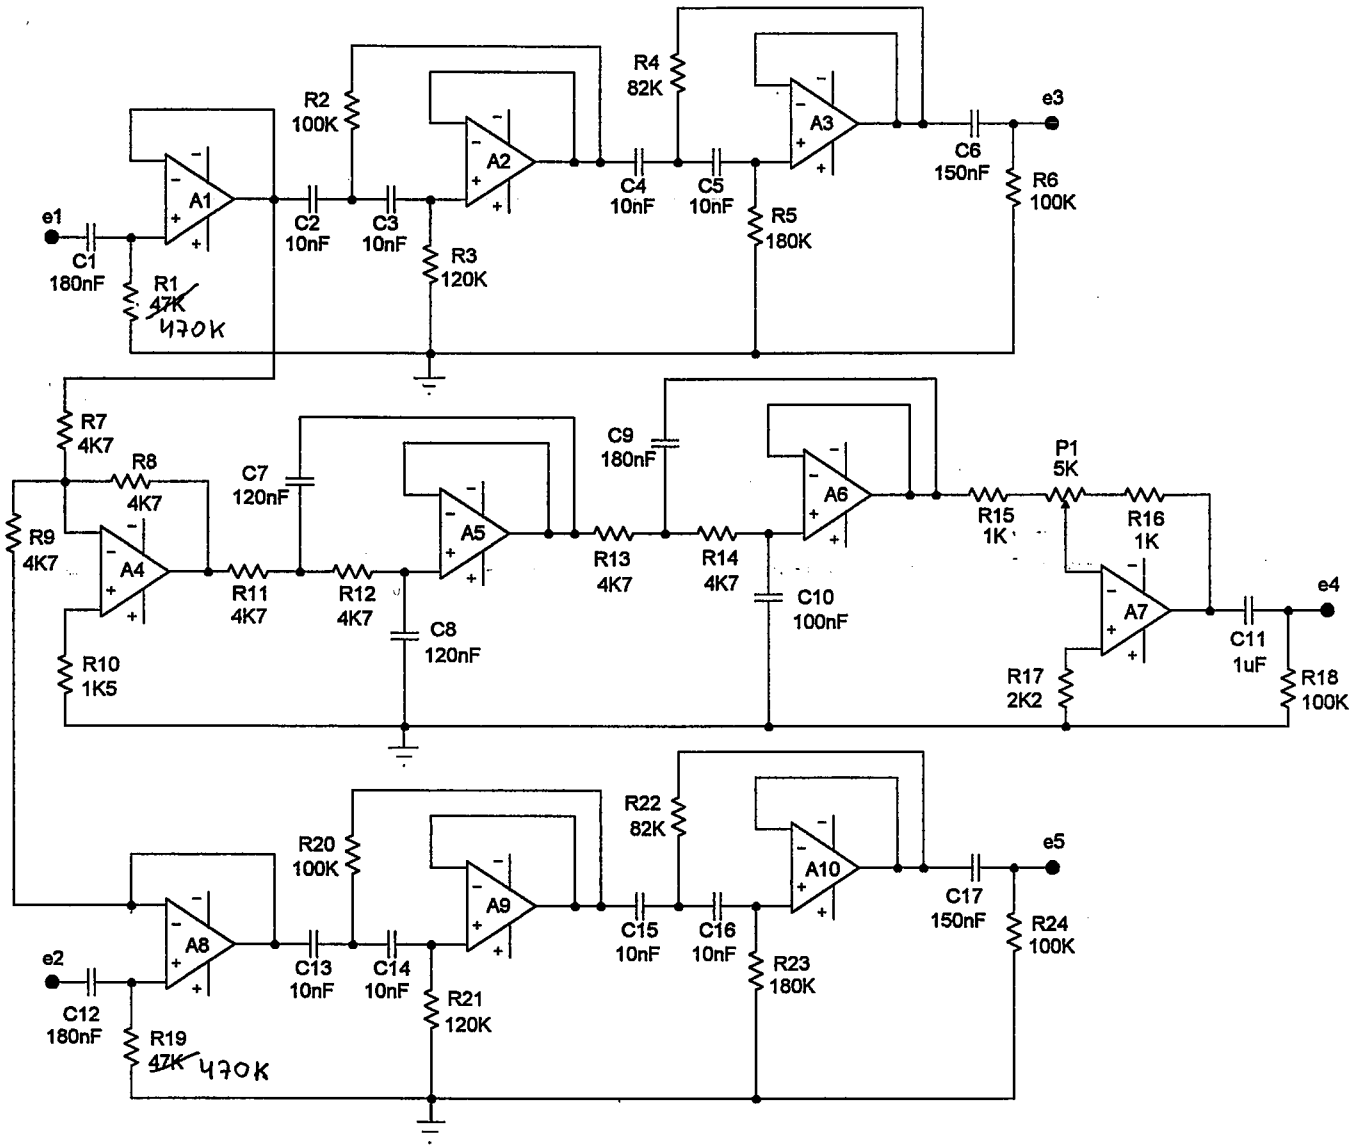 R4
82K
e3
R2
100K
A3
A2
C6
150nF
R6
100K
A1
C4
10nF
C5
10nF
R5
180K
e1
C1
180nF
C2
10nF
C3
10nF
R3
120K
R1
47K
470K
R7
4K7
R8
4K7
C7
120nF
C9
180nF
P1
5K
A6
R15
1K
R16
1K
R9
4K7
A4
A5
R11
4K7
R12
4K7
R13
4K7
R14
4K7
C10
100nF
A7
e4
C11
1uF
C8
120nF
R10
1K5
R17
2K2
R18
100K
R22
82K
R20
100K
A10
e5
A9
C17
150nF
R24
100K
A8
C15
10nF
C16
10nF
R23
180K
e2
C12
180nF
C13
10nF
C14
10nF
R21
120K
R19
47K
470K